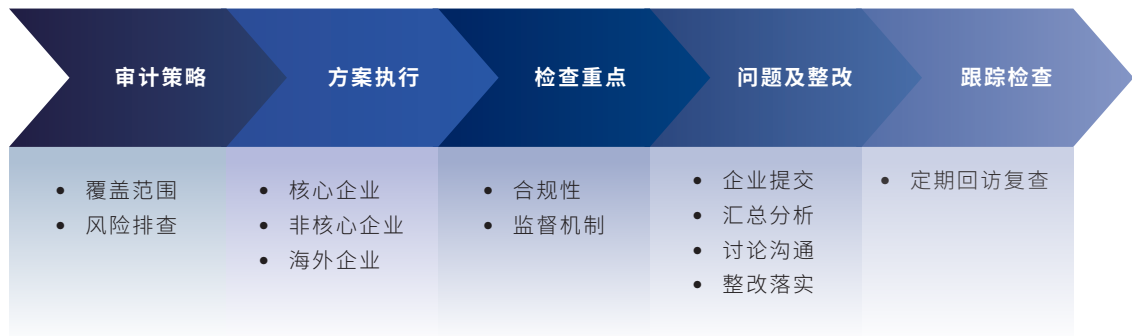 审计策略
方案执行
检查重点
问题及整改
跟踪检查
• 覆盖范围
• 风险排查
• 核心企业
• 非核心企业
• 海外企业
• 合规性
• 监督机制
• 企业提交
• 汇总分析
• 讨论沟通
• 整改落实
• 定期回访复查